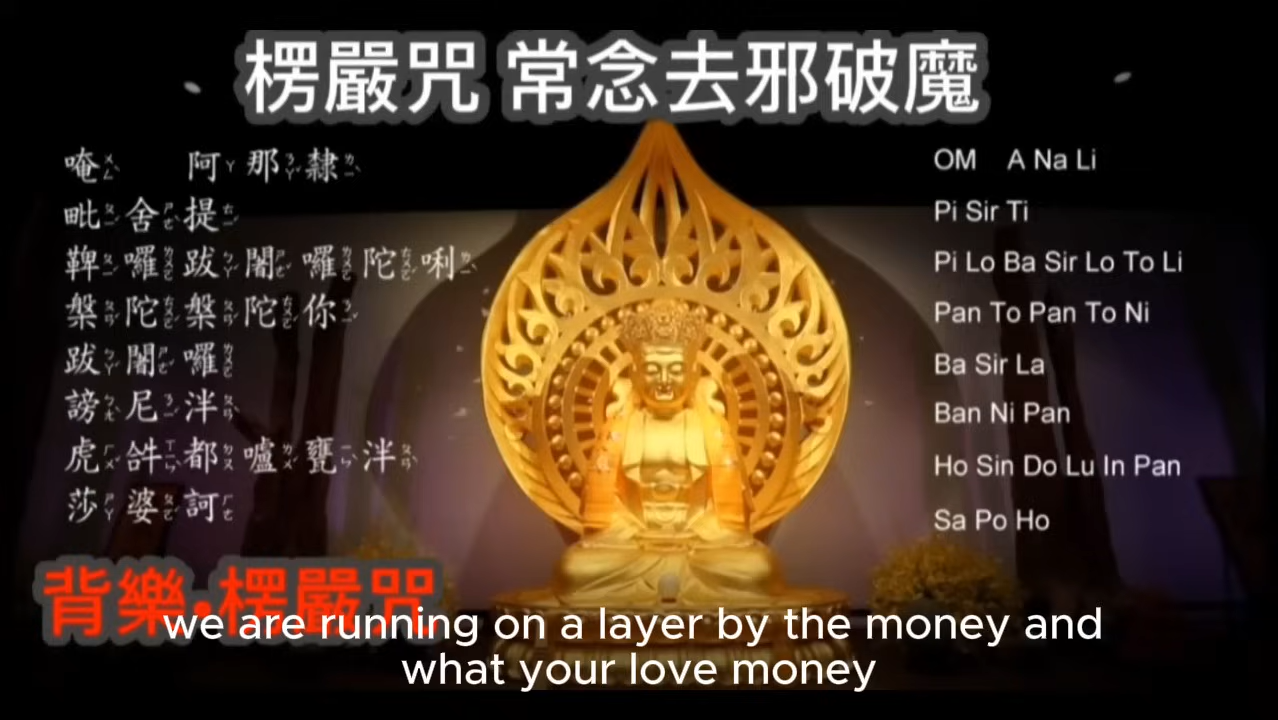 楞嚴咒 常念去邪破魔
唵 阿那隸
毗舍提
鞞囉跋闍囉陀唎
槃陀槃陀你
跋闍囉
謗尼泮
虎𤙖都嚧甕泮
莎婆訶
OM A Na Li
Pi Sir Ti
Pi Lo Ba Sir Lo To Li
Pan To Pan To Ni
Ba Sir La
Ban Ni Pan
Ho Sin Do Lu In Pan
Sa Po Ho
背樂•楞嚴咒
we are running on a layer by the money and
what your love money